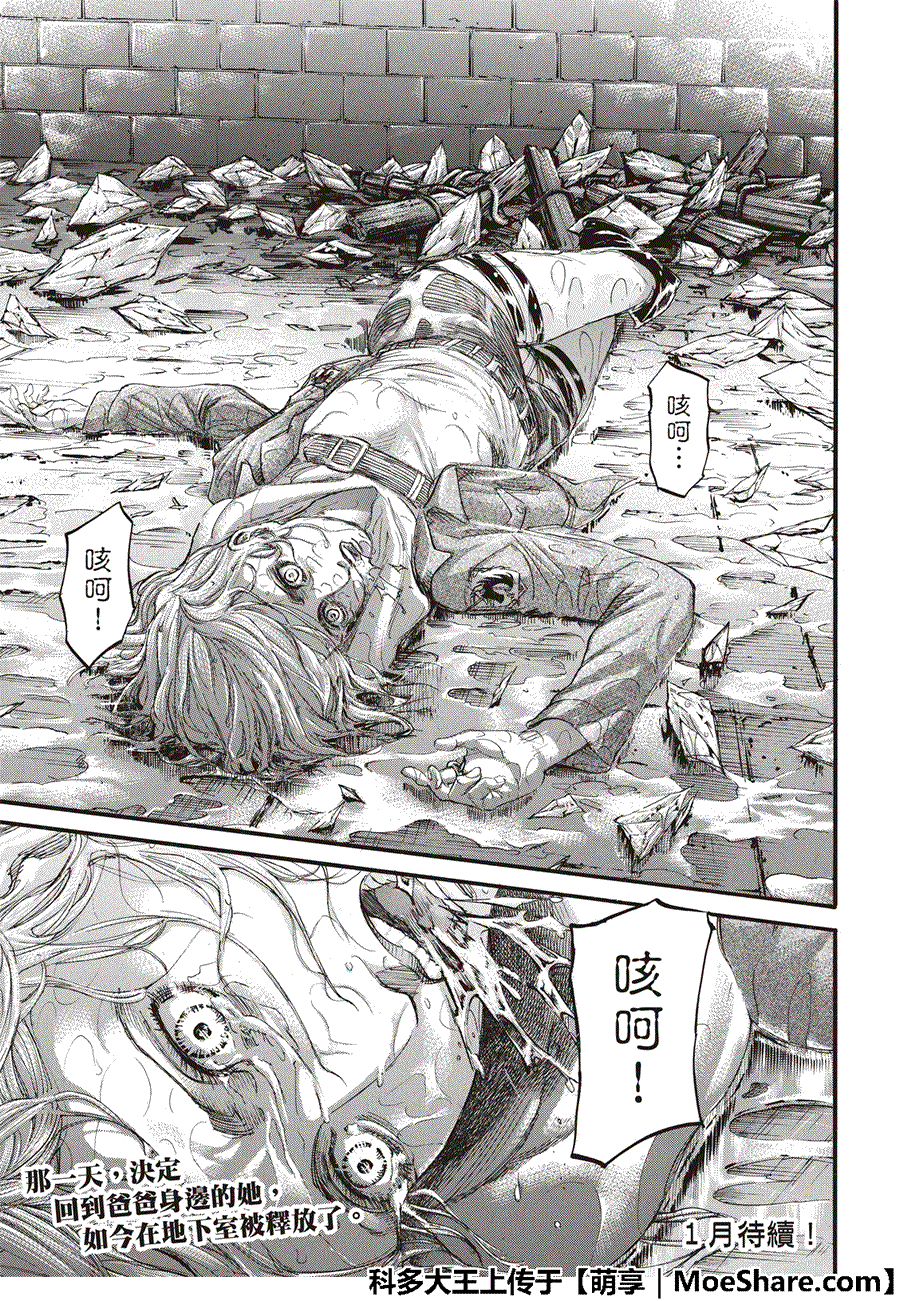 咳呵…
咳呵！
咳呵！
那一天，決定
回到爸爸身邊的她，
如今在地下室被釋放了。
1月待續！
科多大王上传于【萌享｜MoeShare.com】